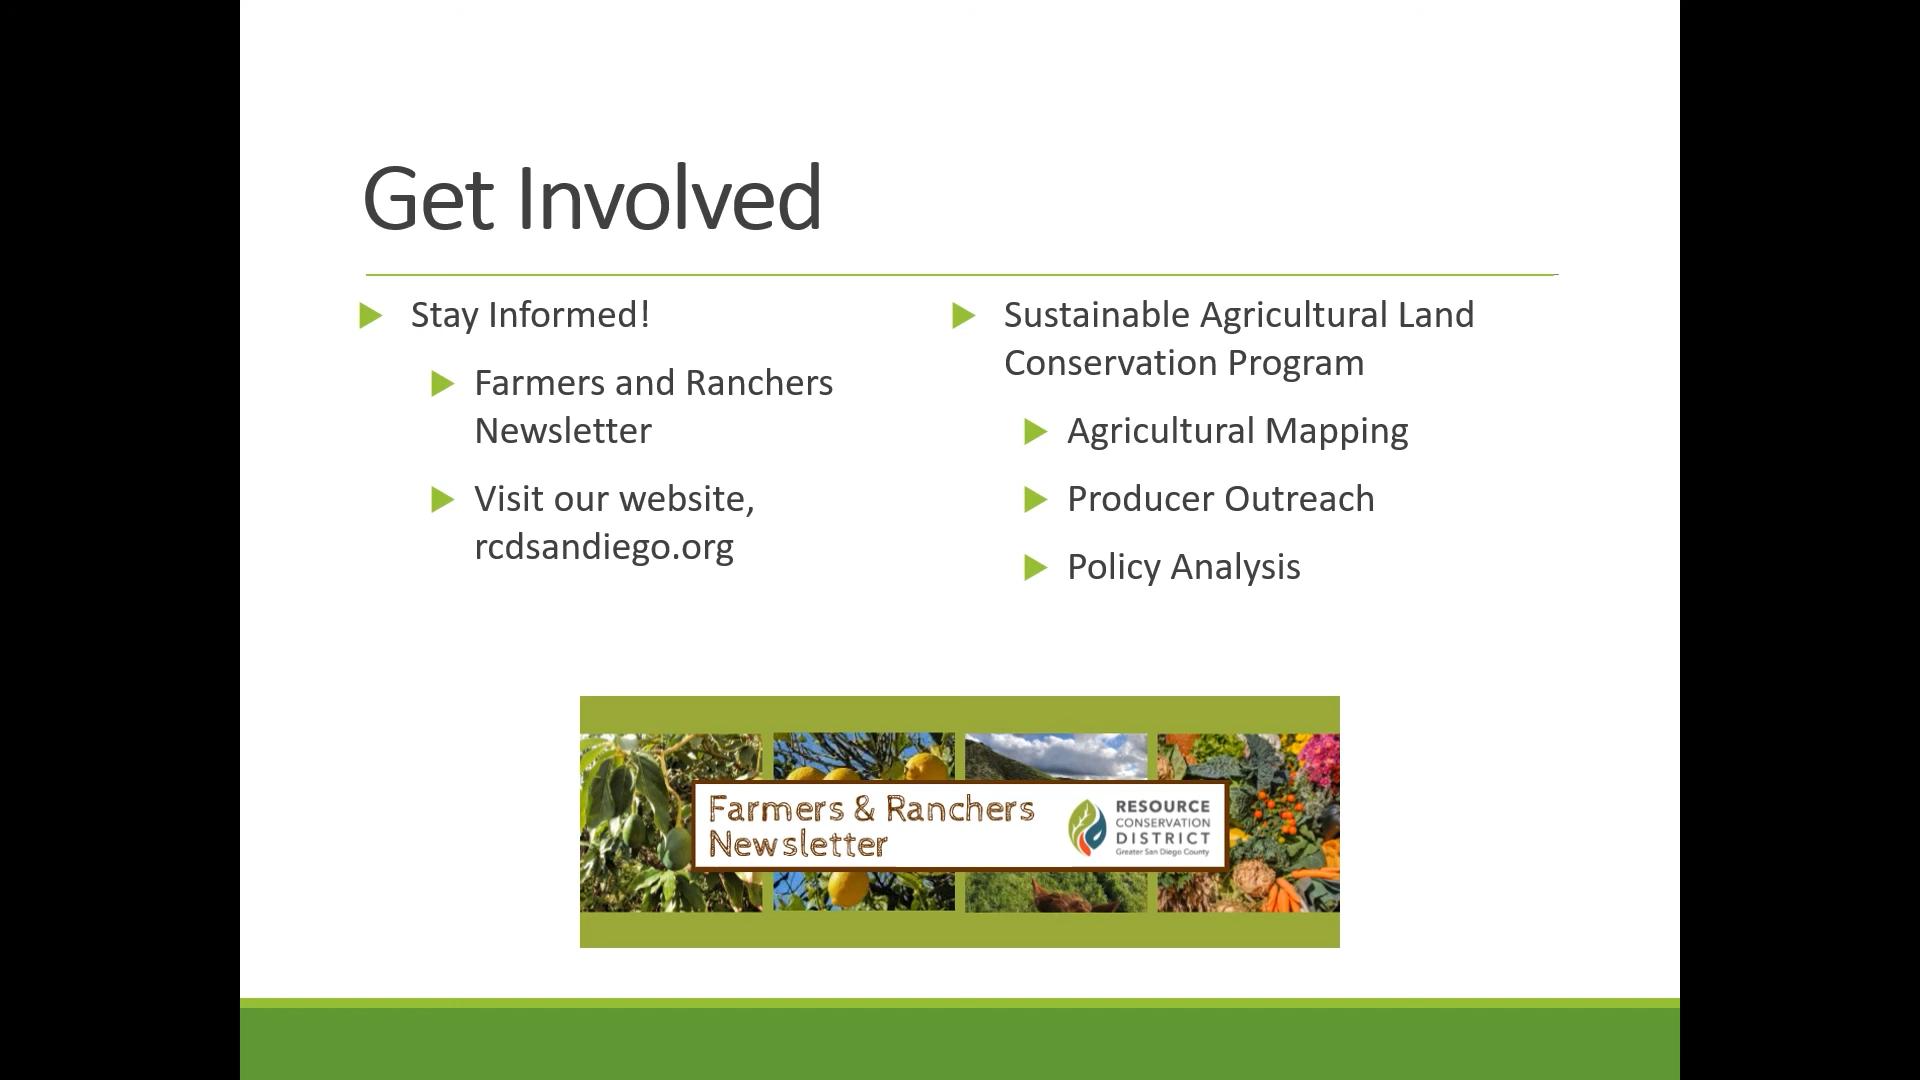 Get Involved
Stay Informed!
Farmers and Ranchers
Newsletter
Visit our website,
rcdsandiego.org
Sustainable Agricultural Land
Conservation Program
Agricultural Mapping
Producer Outreach
Policy Analysis
Farmers & Ranchers
Newsletter
RESOURCE
CONSERVATION
DISTRICT
Greater San Diego County